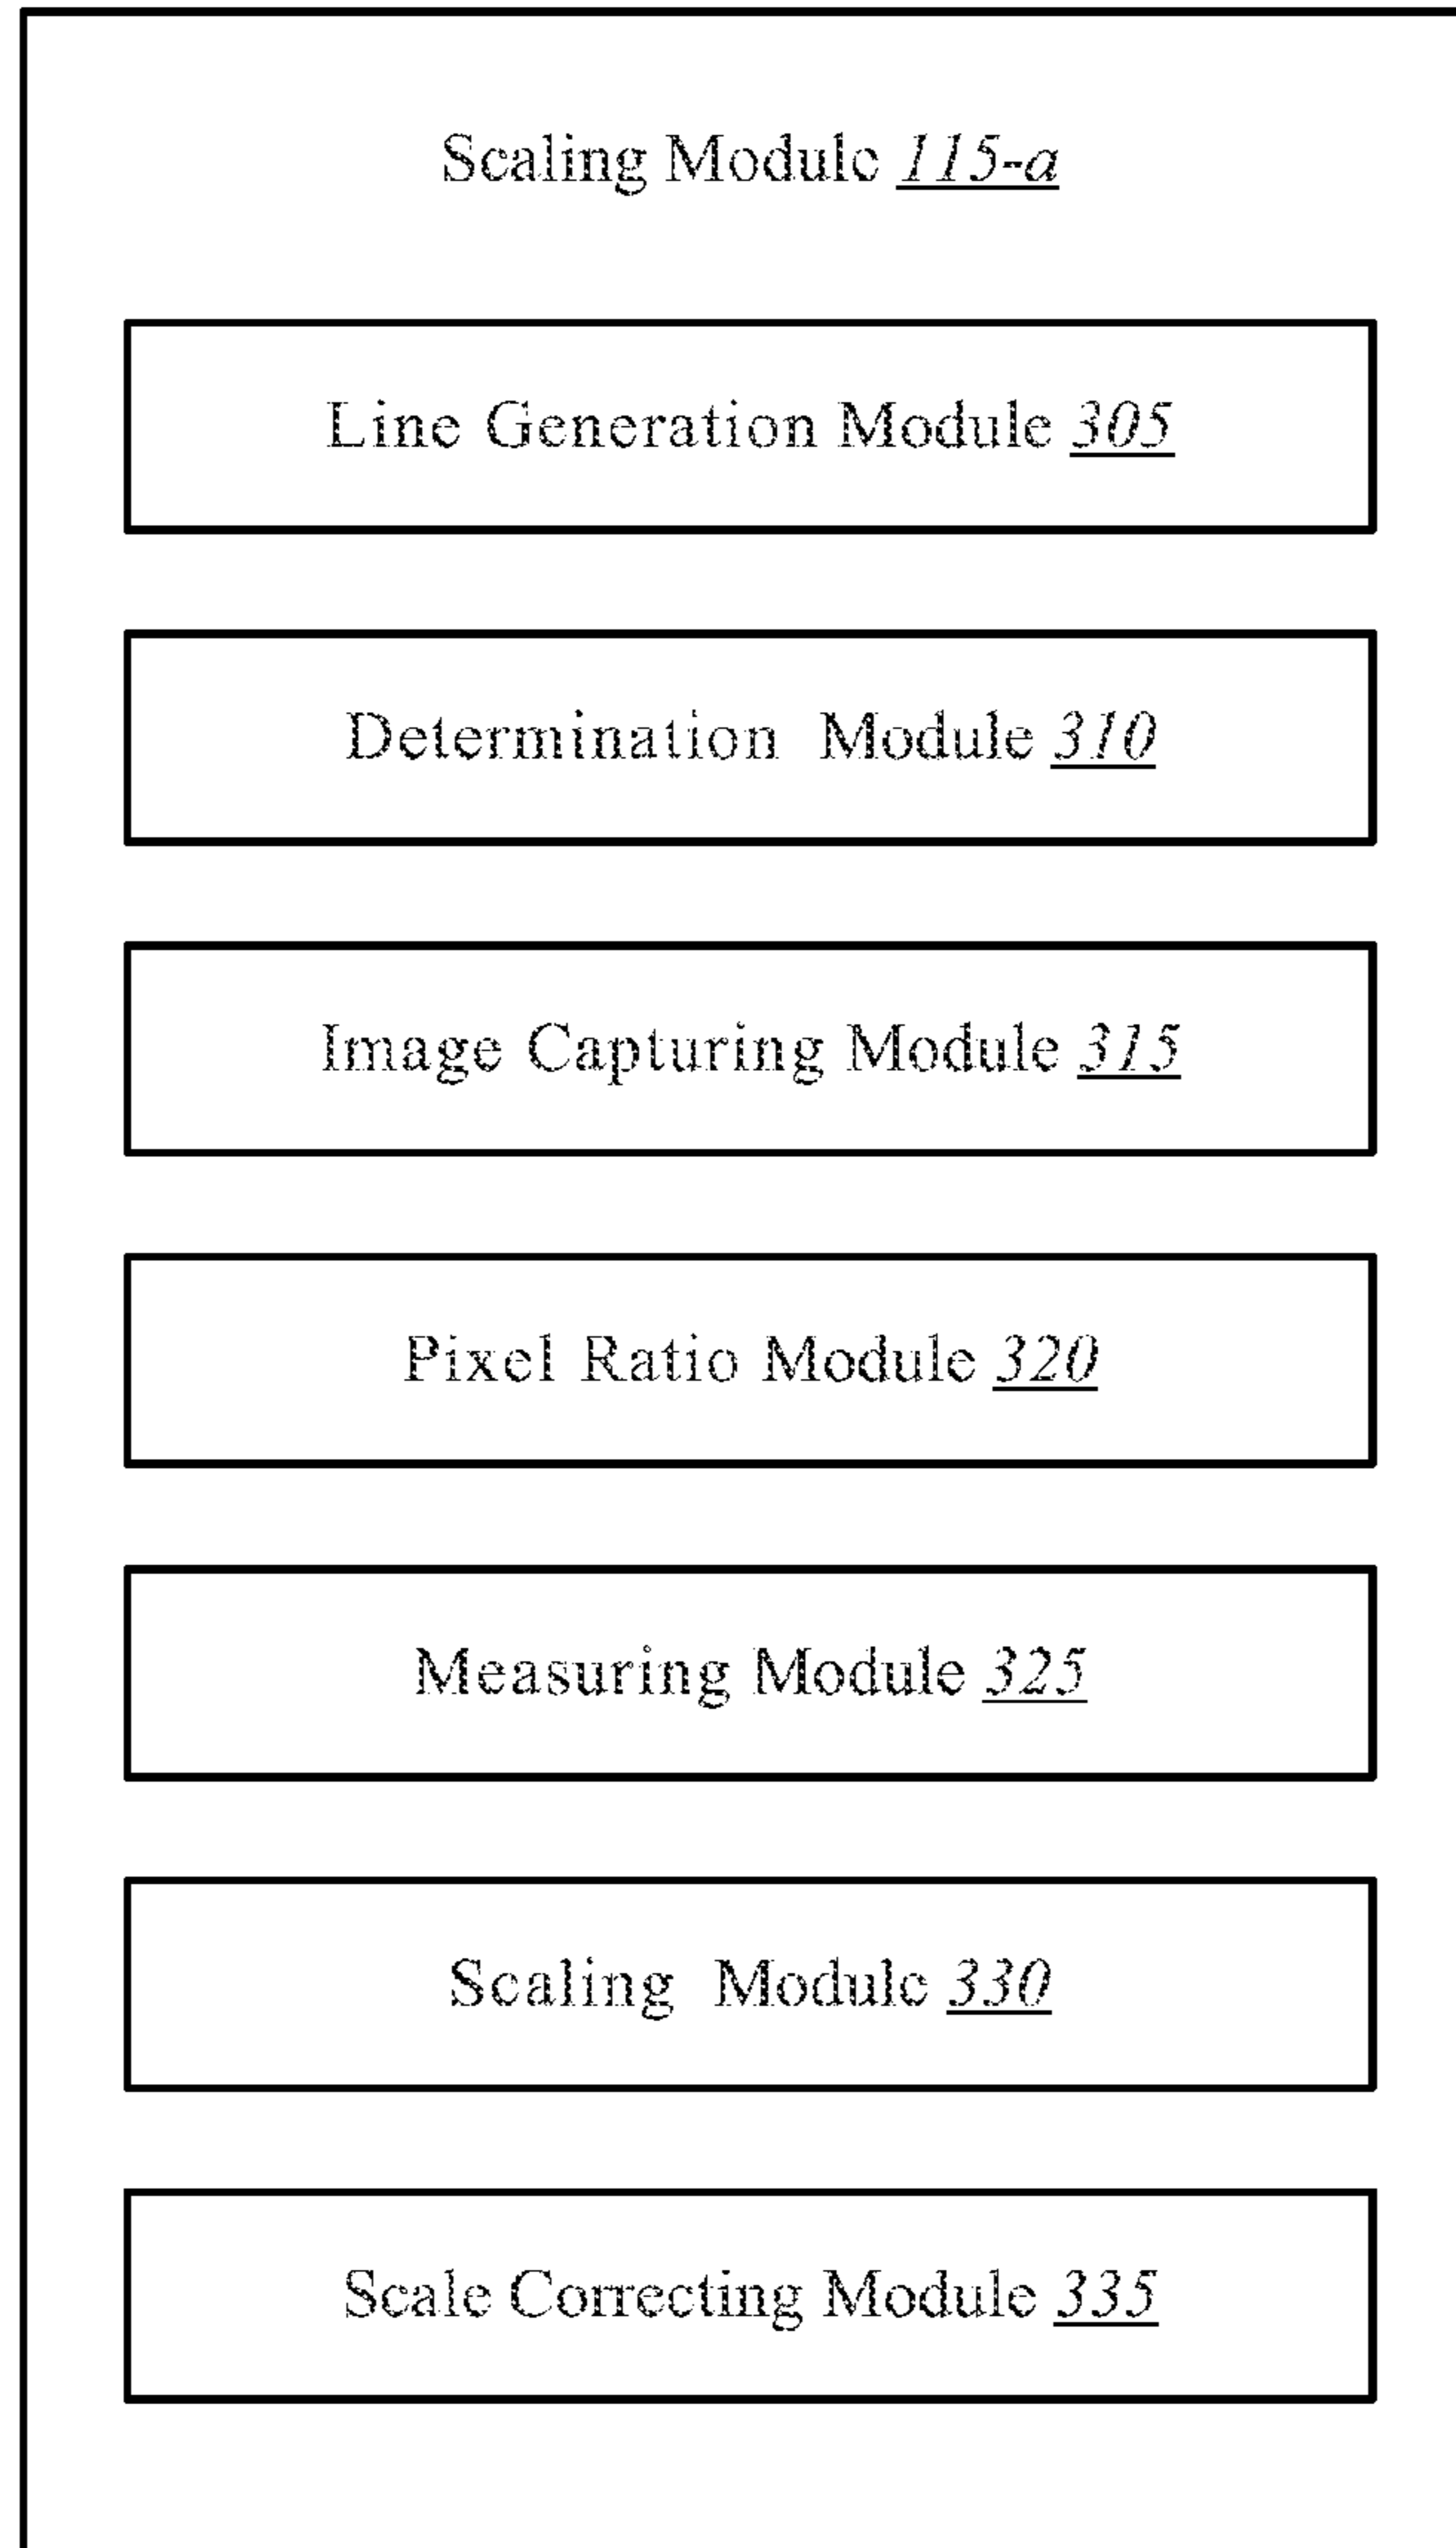 Scaling Module 115-a
Line Generation Module 305
Determination Module 310
Image Capturing Module 315
Pixel Ratio Module 320
Measuring Module 325
Scaling Module 330
Scale Correcting Module 335